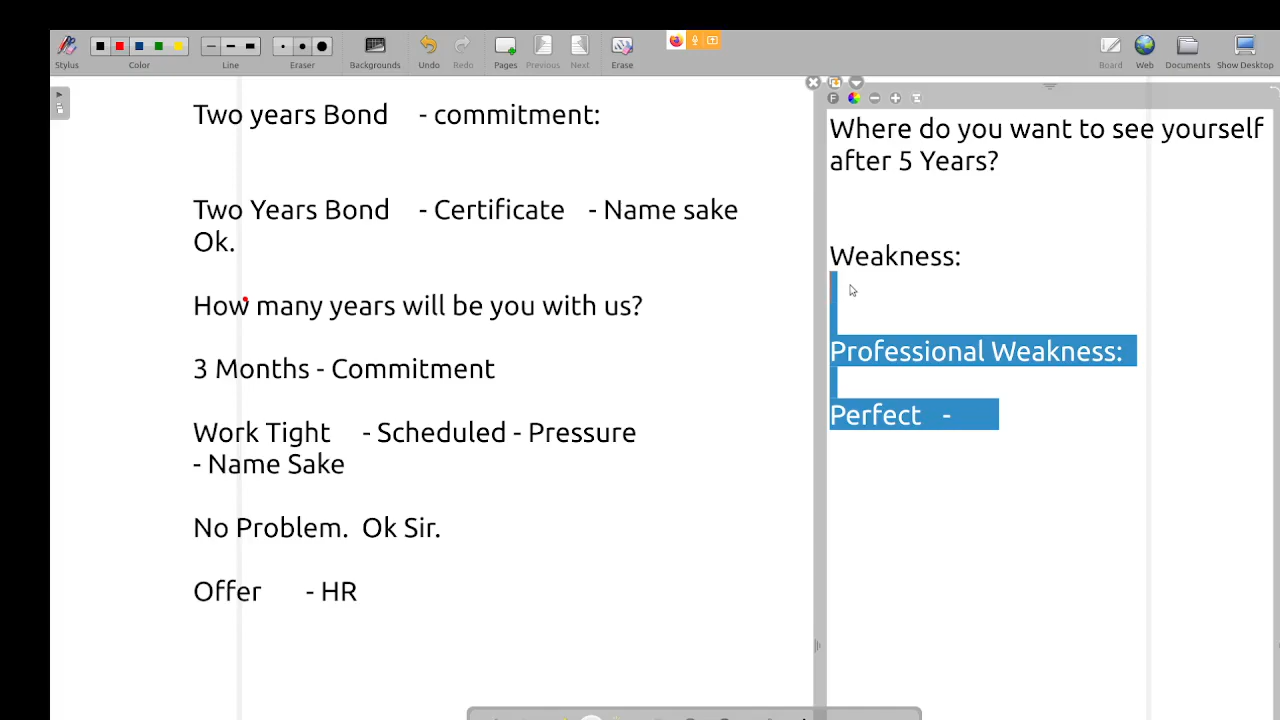 Stylus
Color
Line
Eraser
Backgrounds
Undo
Redo
Pages
Previous
Next
Erase
Board
Web
Documents
Show Desktop
Two years Bond - commitment:
Two Years Bond - Certificate - Name sake
Ok.
How many years will be you with us?
3 Months - Commitment
Work Tight - Scheduled - Pressure
- Name Sake
No Problem. Ok Sir.
Offer - HR
F
Where do you want to see yourself
after 5 Years?
Weakness:
Professional Weakness:
Perfect -